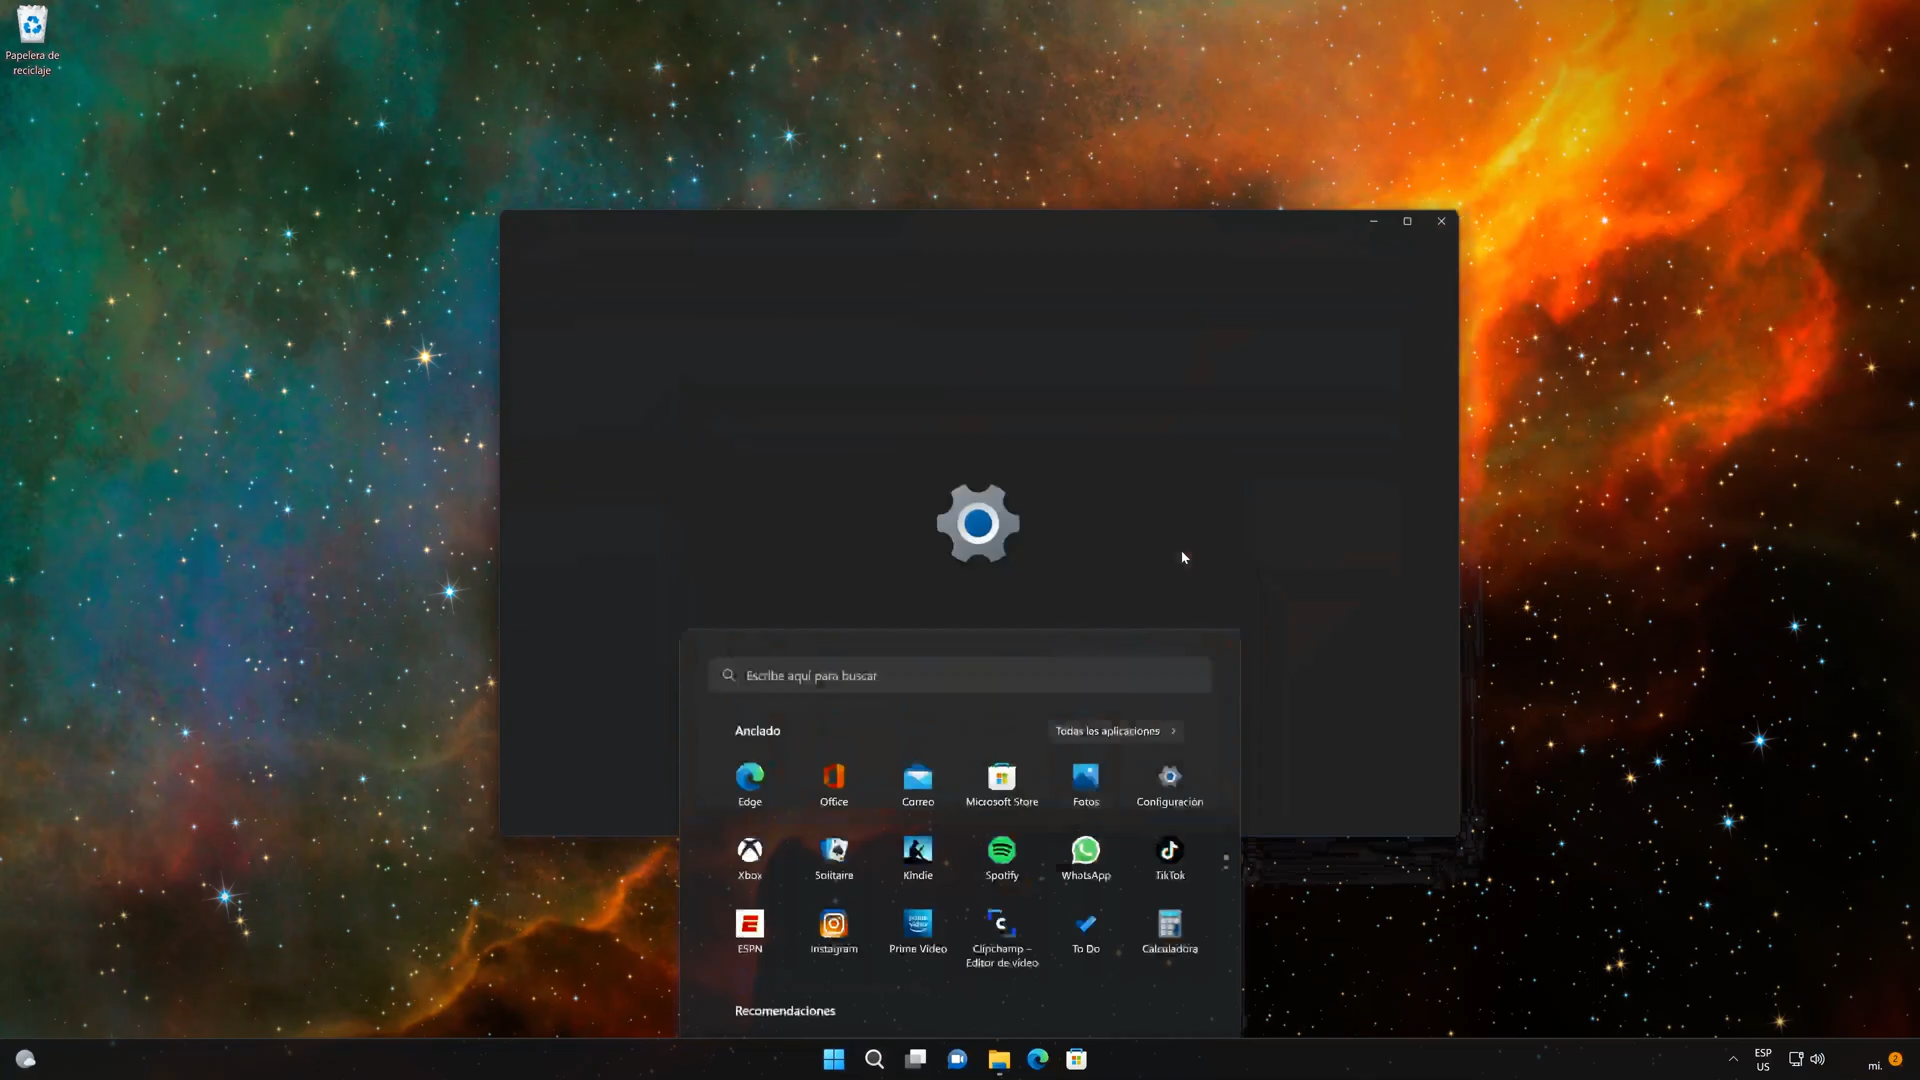 Papelera de
reciclaje
Escribe aquí para buscar
Anclado
Todas las aplicaciones
Edge
Office
Correo
Microsoft Store
Fotos
Configuración
Xbox
Solitaire
Kindle
Spotify
WhatsApp
TikTok
ESPN
Instagram
Prime Video
Clipchamp –
Editor de vídeo
To Do
Calculadora
Recomendaciones
ESP
US
mi.
2